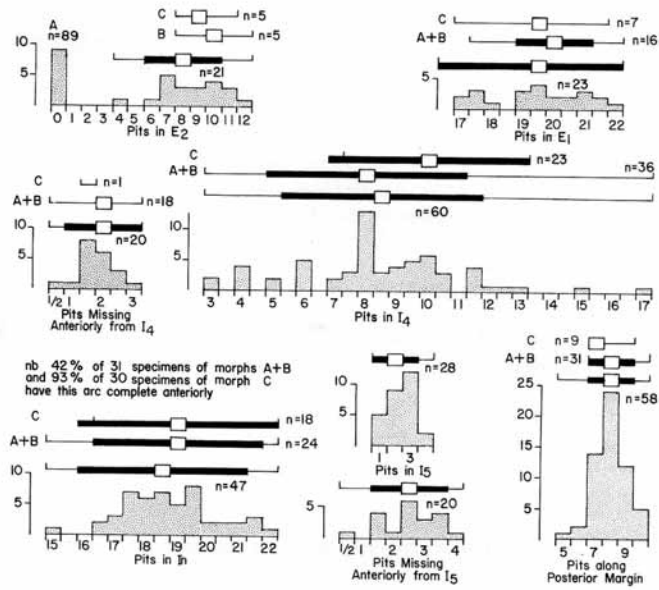 A
n=89
C
n=5
B
n=5
n=21
10
5
0 1 2 3 4 5 6 7 8 9 10 11 12
Pits in E2
C
n=7
A+B
n=16
n=23
5
17 18 19 20 21 22
Pits in E1
C
n=1
A+B
n=18
n=20
10
5
1/2 1 2 3
Pits Missing
Anteriorly from I4
C
n=23
A+B
n=36
n=60
10
5
3 4 5 6 7 8 9 10 11 12 13 14 15 16 17
Pits in I4
nb 42% of 31 specimens of morphs A+B
and 93% of 30 specimens of morph C
have this arc complete anteriorly
C
n=18
A+B
n=24
n=47
10
5
15 16 17 18 19 20 21 22
Pits in In
n=28
10
5
1 3
Pits in I5
n=20
5
1/2 1 2 3 4
Pits Missing
Anteriorly from I5
C
n=9
A+B
n=31
n=58
25
20
15
10
5
5 7 9
Pits along
Posterior Margin